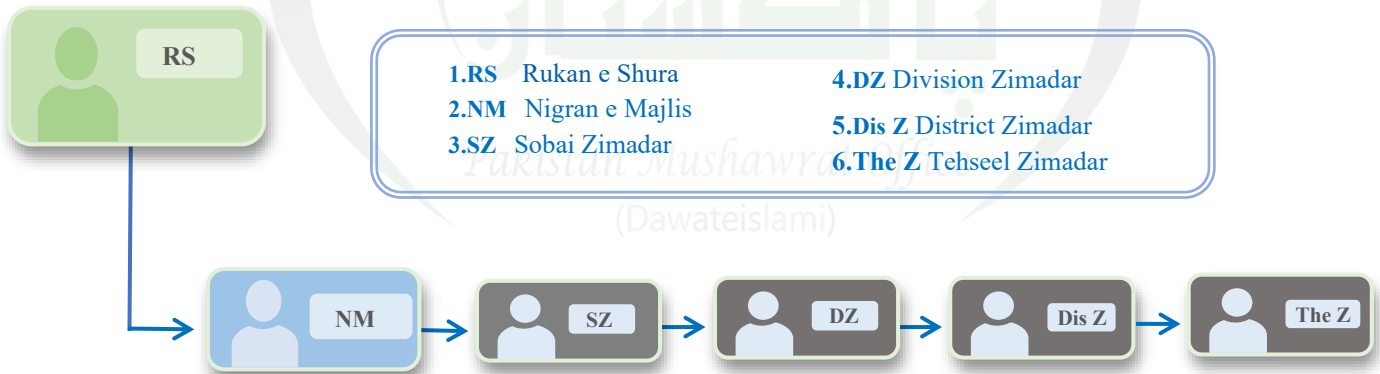 RS
1.RS Rukan e Shura
2.NM Nigran e Majlis
3.SZ Sobai Zimadar
4.DZ Division Zimadar
5.Dis Z District Zimadar
6.The Z Tehseel Zimadar
Pakistan Mushawrat Office
(Dawateislami)
NM
SZ
DZ
Dis Z
The Z